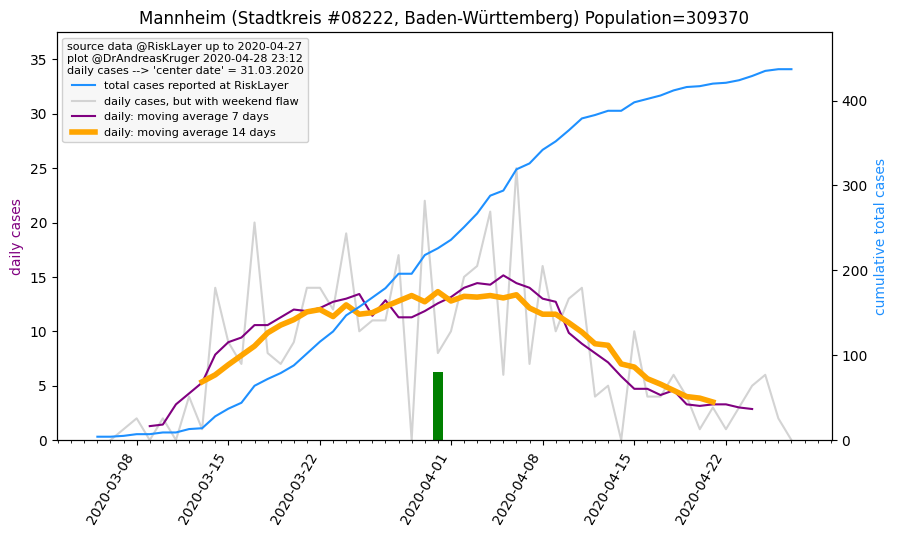 Mannheim (Stadtkreis #08222, Baden-Württemberg) Population=309370
source data @RiskLayer up to 2020-04-27
plot @DrAndreasKruger 2020-04-28 23:12
daily cases --> 'center date' = 31.03.2020
total cases reported at RiskLayer
daily cases, but with weekend flaw
daily: moving average 7 days
daily: moving average 14 days
daily cases
35
30
25
20
15
10
5
0
cumulative total cases
400
300
200
100
0
2020-03-08
2020-03-15
2020-03-22
2020-04-01
2020-04-08
2020-04-15
2020-04-22